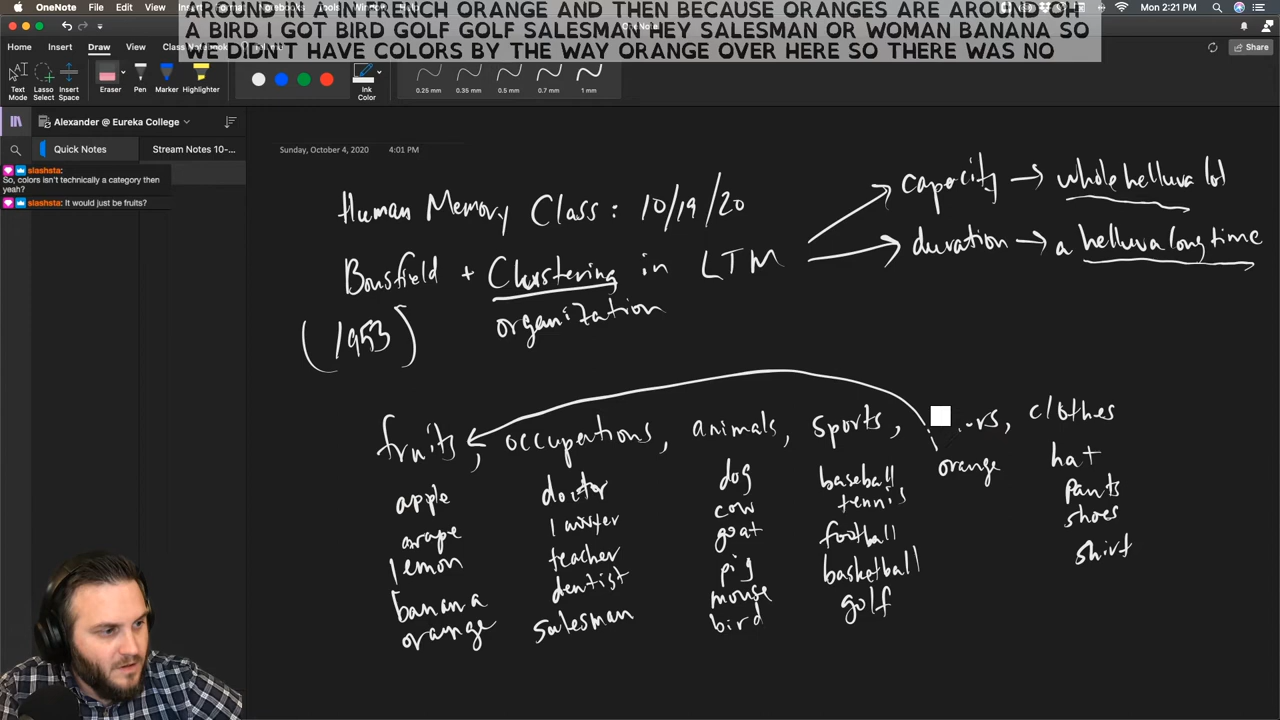 OneNote File Edit View
Mon 2:21 PM
AROUND IN A IN FRENCH ORANGE AND THEN BECAUSE ORANGES ARE AROUND OH
A BIRD I GOT BIRD GOLF GOLF SALESMAN HEY SALESMAN OR WOMAN BANANA SO
WE DIDN'T HAVE COLORS BY THE WAY ORANGE OVER HERE SO THERE WAS NO
Home Insert Draw View Share
Text Mode Lasso Select Insert Space Eraser Pen Marker Highlighter Ink Color 0.25 mm 0.35 mm 0.5 mm 0.7 mm 1 mm
Alexander @ Eureka College
Quick Notes Stream Notes 10-...
slashsta:
So, colors isn't technically a category then
yeah?
slashsta: It would just be fruits?
Sunday, October 4, 2020 4:01 PM
Human Memory Class: 10/19/20
Bousfield + Clustering in LTM
(1953) organization
capacity → whole helluva lot
duration → a helluva long time
fruits, occupations, animals, sports, clothes
apple doctor dog baseball orange hat
grape cow tennis pants
lemon teacher goat football shoes
banana dentist pig basketball shirt
orange salesman mouse golf
bird